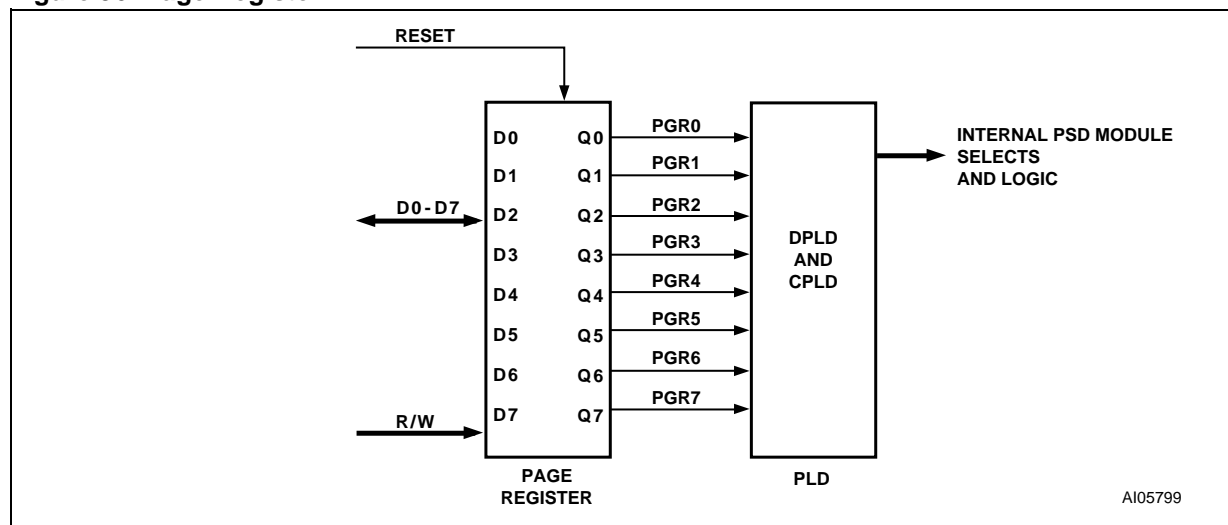 RESET
D0
Q0
PGR0
D1
Q1
PGR1
D0-D7
D2
Q2
PGR2
D3
Q3
PGR3
D4
Q4
PGR4
D5
Q5
PGR5
D6
Q6
PGR6
R/W
D7
Q7
PGR7
DPLD
AND
CPLD
INTERNAL PSD MODULE
SELECTS
AND LOGIC
PAGE
REGISTER
PLD
AI05799